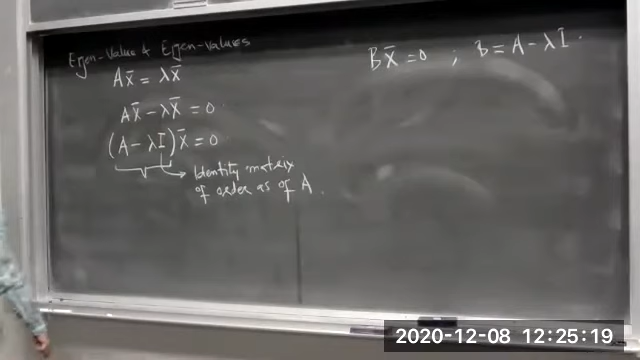 Eigen-Value & Eigen-Values
Ax̄ = λx̄
Ax̄ - λx̄ = 0
(A - λI)x̄ = 0
Identity matrix
of order as of A.
Bx̄ = 0 ; B = A - λI.
2020-12-08 12:25:19